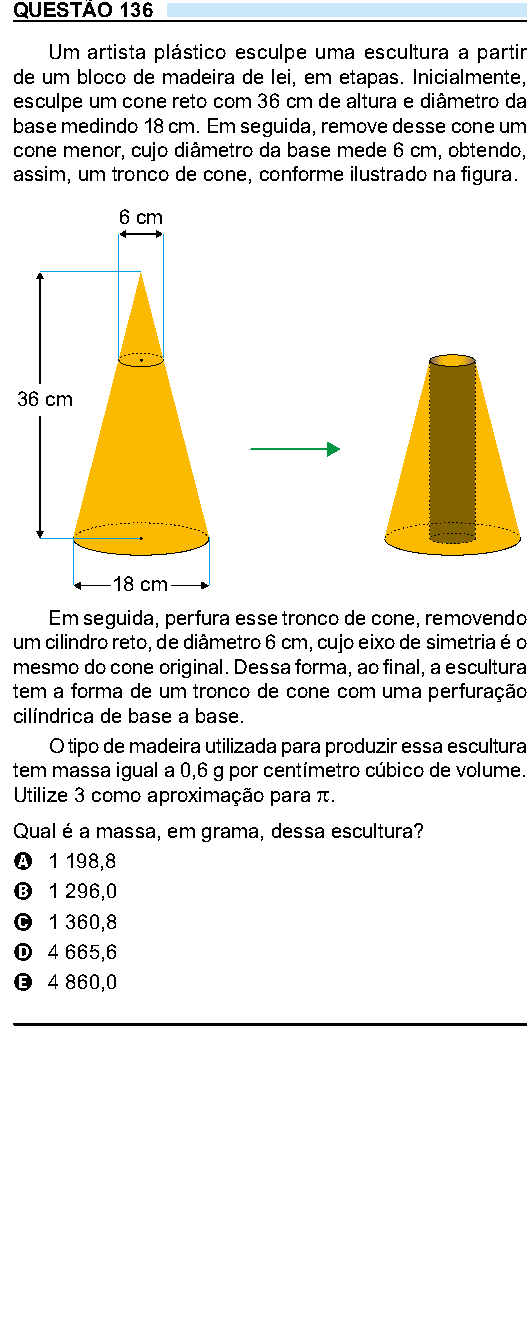 QUESTÃO 136
Um artista plástico esculpe uma escultura a partir
de um bloco de madeira de lei, em etapas. Inicialmente,
esculpe um cone reto com 36 cm de altura e diâmetro da
base medindo 18 cm. Em seguida, remove desse cone um
cone menor, cujo diâmetro da base mede 6 cm, obtendo,
assim, um tronco de cone, conforme ilustrado na figura.
6 cm
36 cm
18 cm
Em seguida, perfura esse tronco de cone, removendo
um cilindro reto, de diâmetro 6 cm, cujo eixo de simetria é o
mesmo do cone original. Dessa forma, ao final, a escultura
tem a forma de um tronco de cone com uma perfuração
cilíndrica de base a base.
O tipo de madeira utilizada para produzir essa escultura
tem massa igual a 0,6 g por centímetro cúbico de volume.
Utilize 3 como aproximação para π.
Qual é a massa, em grama, dessa escultura?
A 1 198,8
B 1 296,0
C 1 360,8
D 4 665,6
E 4 860,0